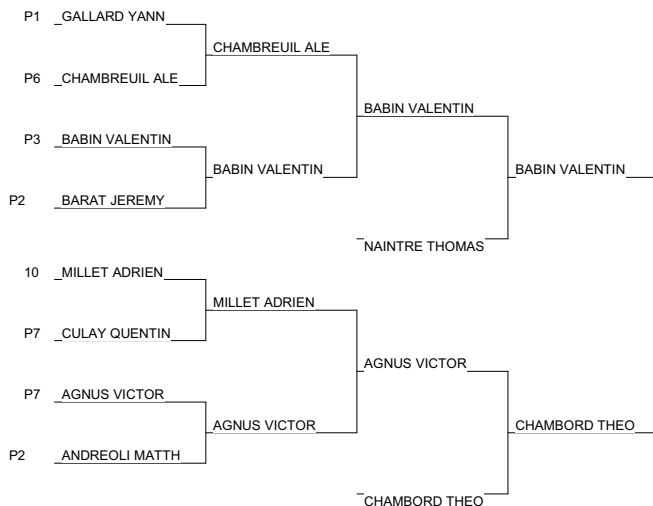 P1 GALLARD YANN
CHAMBREUIL ALE
P6 CHAMBREUIL ALE
BABIN VALENTIN
P3 BABIN VALENTIN
BABIN VALENTIN
BABIN VALENTIN
P2 BARAT JEREMY
NAINTRE THOMAS
10 MILLET ADRIEN
MILLET ADRIEN
P7 CULAY QUENTIN
AGNUS VICTOR
P7 AGNUS VICTOR
AGNUS VICTOR
CHAMBORD THEO
P2 ANDREOLI MATTH
CHAMBORD THEO